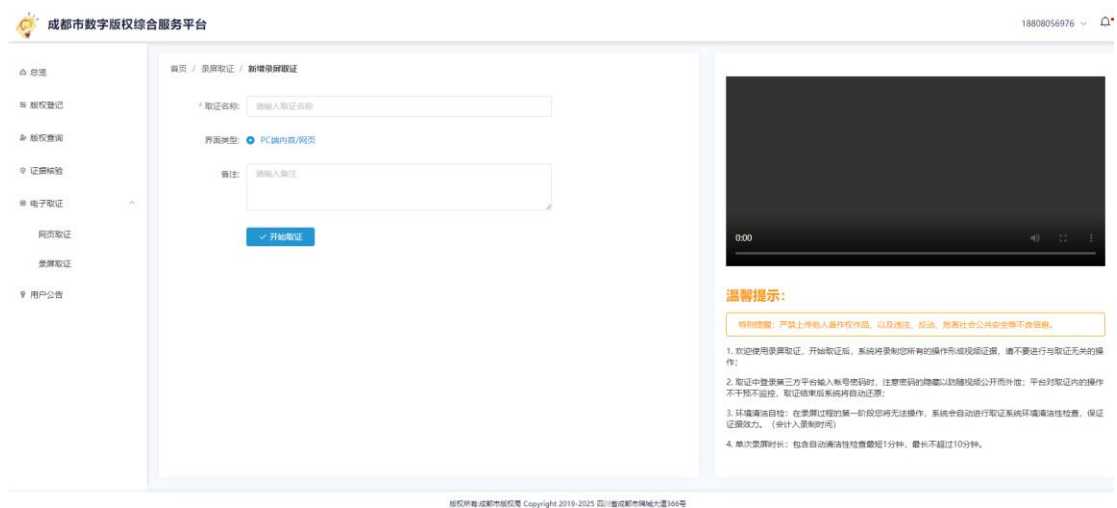 成都市数字版权综合服务平台
18808056976
总览
版权登记
版权查询
证据核验
电子取证
网页取证
录屏取证
用户公告
首页 / 录屏取证 / 新增录屏取证
* 取证名称: 请输入取证名称
界面类型: PC端内容/网页
备注: 请输入备注
开始取证
0:00
温馨提示:
特别提醒：严禁上传他人著作权作品，以及违法、反动、危害社会公共安全等不良信息。
1. 欢迎使用录屏取证，开始取证后，系统将录制您所有的操作形成视频证据，请不要进行与取证无关的操
作；
2. 取证中登录第三方平台输入账号密码时，注意密码的隐藏以防随视频公开而外泄；平台对取证内的操作
不干预不监控，取证结束后系统将自动还原；
3. 环境清洁自检：在录屏过程的第一阶段您将无法操作，系统会自动进行取证系统环境清洁性检查，保证
证据效力。（会计入录制时间）
4. 单次录屏时长：包含自动清洁性检查最短1分钟，最长不超过10分钟。
版权所有:成都市版权局 Copyright 2019-2025 四川省成都市锦城大道366号